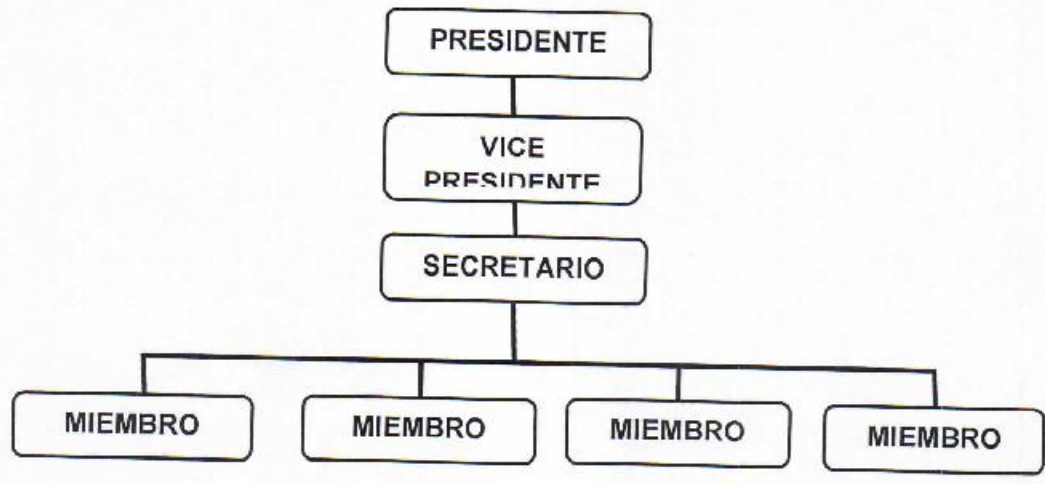 PRESIDENTE
VICE
PRESIDENTE
SECRETARIO
MIEMBRO
MIEMBRO
MIEMBRO
MIEMBRO